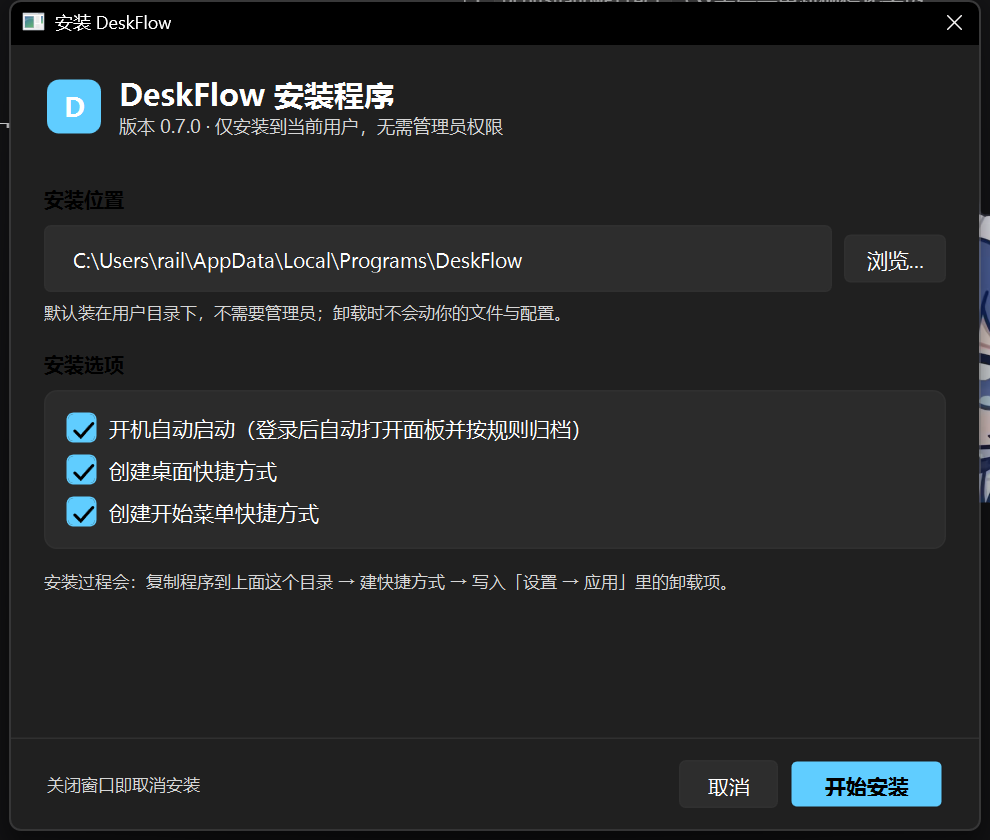 安装 DeskFlow
D
DeskFlow 安装程序
版本 0.7.0 · 仅安装到当前用户，无需管理员权限
安装位置
C:\Users\rail\AppData\Local\Programs\DeskFlow
浏览...
默认装在用户目录下，不需要管理员；卸载时不会动你的文件与配置。
安装选项
开机自动启动（登录后自动打开面板并按规则归档）
创建桌面快捷方式
创建开始菜单快捷方式
安装过程会：复制程序到上面这个目录 → 建快捷方式 → 写入「设置 → 应用」里的卸载项。
关闭窗口即取消安装
取消
开始安装